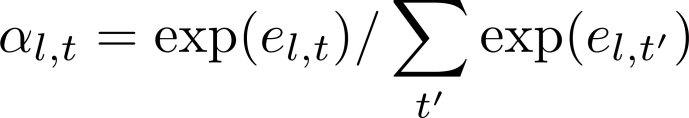 α_{l,t} = exp(e_{l,t})/ ∑_{t′} exp(e_{l,t′})